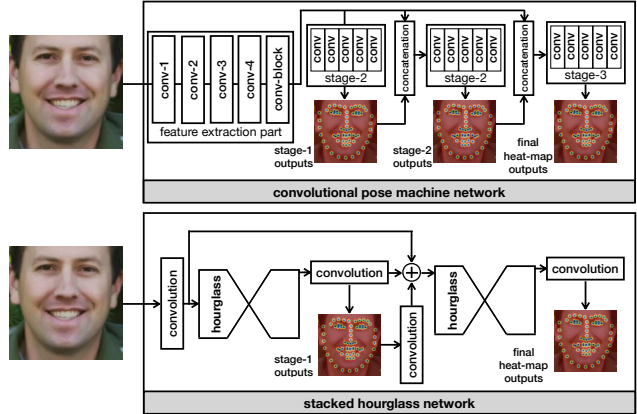 conv-1
conv-2
conv-3
conv-4
conv-block
feature extraction part
conv
conv
conv
conv
conv
stage-2
stage-1
outputs
concatenation
conv
conv
conv
conv
conv
stage-2
stage-2
outputs
concatenation
conv
conv
conv
conv
conv
stage-3
final
heat-map
outputs
convolutional pose machine network
convolution
hourglass
convolution
stage-1
outputs
convolution
hourglass
convolution
final
heat-map
outputs
stacked hourglass network